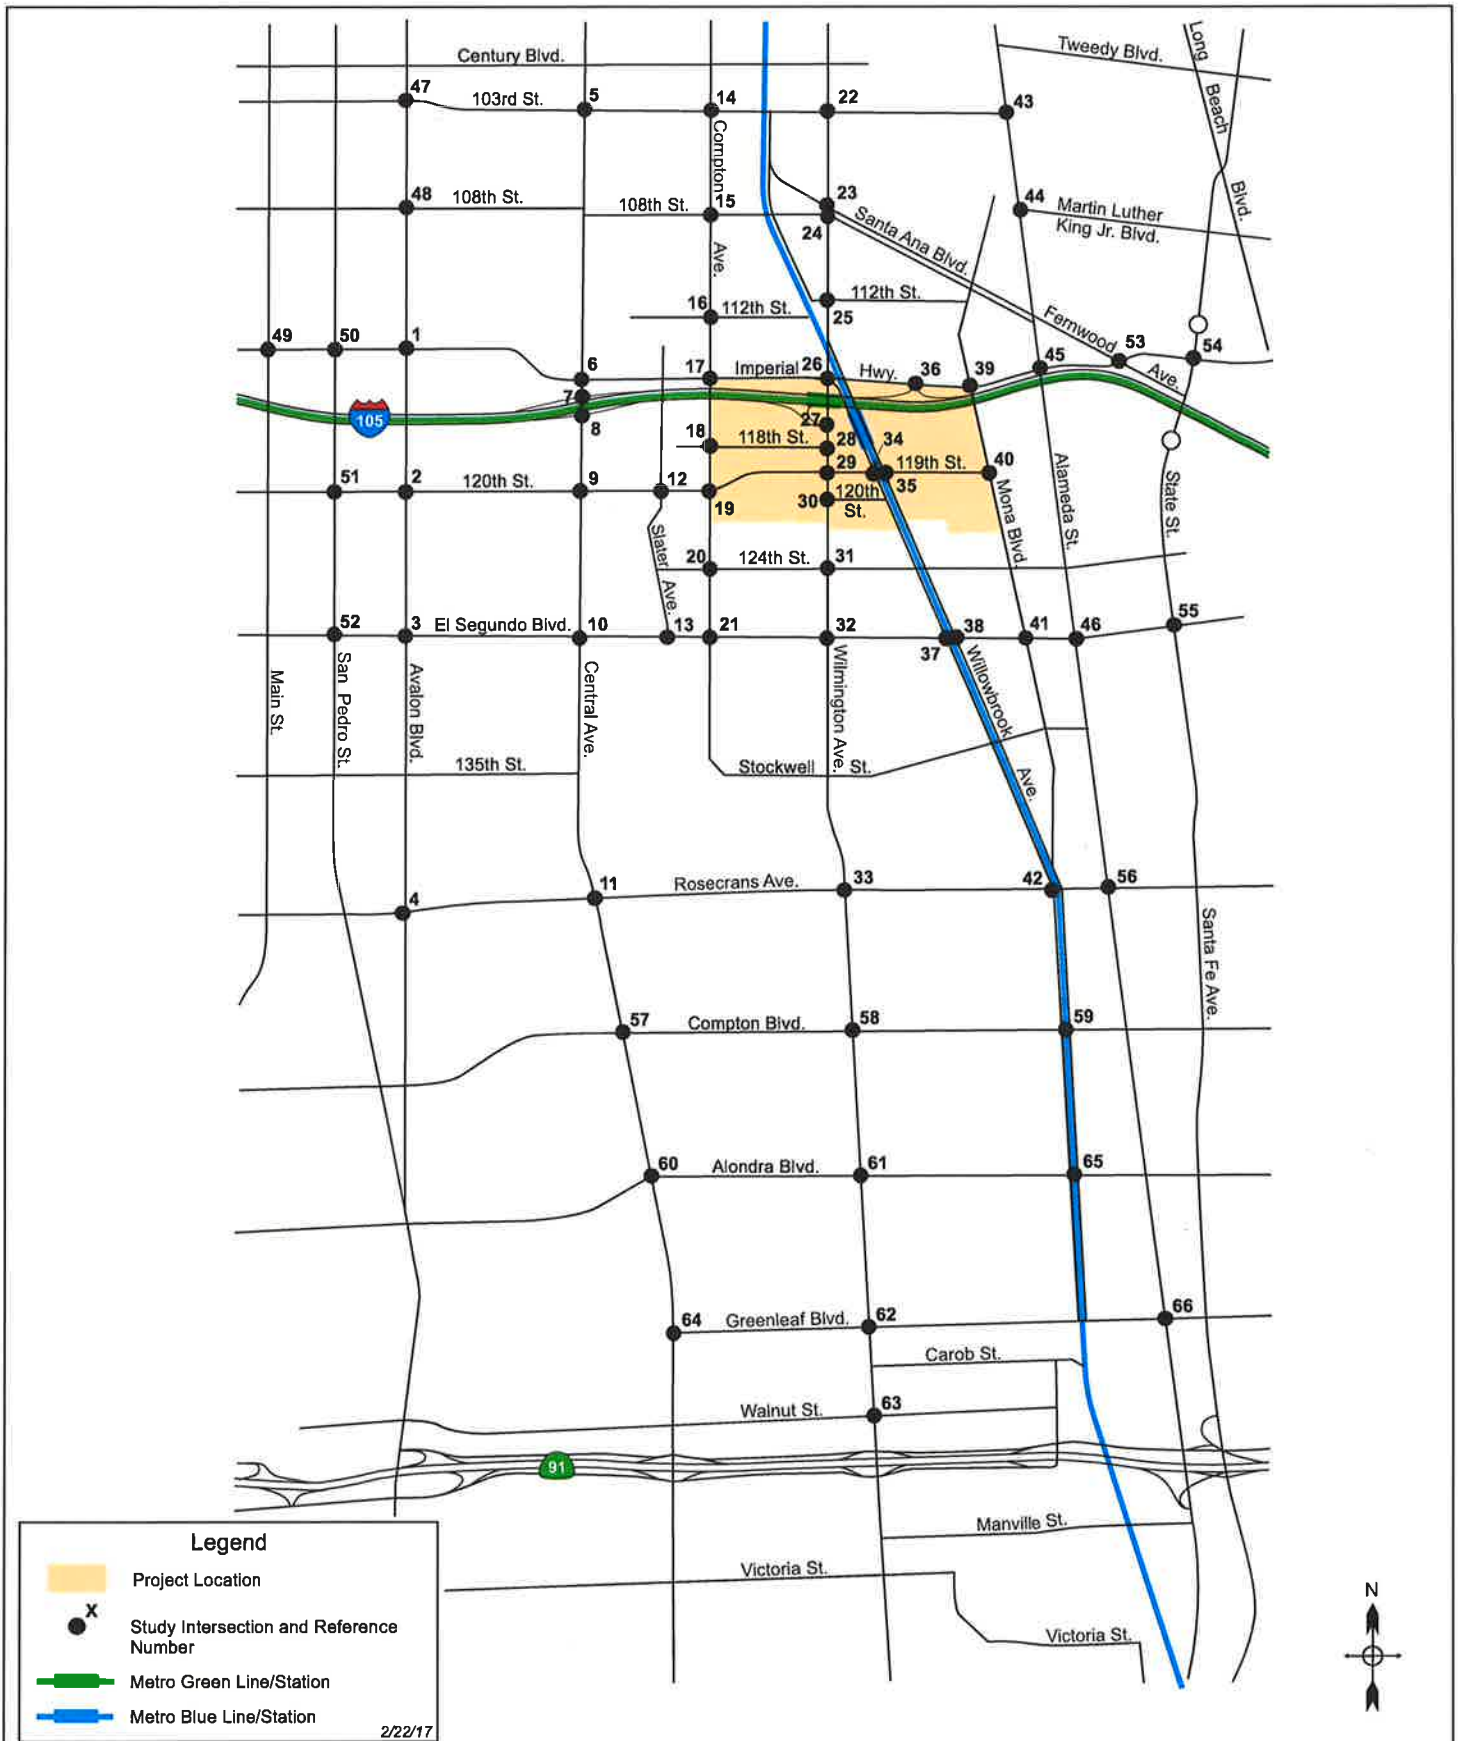 Century Blvd.
Tweedy Blvd.
Long
Beach
Blvd.
47
103rd St.
5
14
22
43
Compton
Ave.
48
108th St.
108th St.
15
23
24
44
Martin Luther
King Jr. Blvd.
Santa Ana Blvd.
16
112th St.
25
112th St.
Fernwood
Ave.
53
54
49
50
1
6
7
8
17
Imperial
26
Hwy.
36
39
45
105
27
18
118th St.
28
34
51
2
120th St.
9
12
19
29
119th St.
35
40
30
120th
St.
Slater
Ave.
Mona Blvd.
Alameda St.
State St.
20
124th St.
31
52
3
El Segundo Blvd.
10
13
21
32
37
38
41
46
55
Main St.
San Pedro St.
Avalon Blvd.
Central Ave.
Wilmington Ave.
Willowbrook
Ave.
135th St.
Stockwell
St.
4
11
Rosecrans Ave.
33
42
56
Santa Fe Ave.
57
Compton Blvd.
58
59
60
Alondra Blvd.
61
65
64
Greenleaf Blvd.
62
66
Carob St.
Walnut St.
63
91
Manville St.
Victoria St.
Victoria St.
N
Legend
Project Location
X
Study Intersection and Reference
Number
Metro Green Line/Station
Metro Blue Line/Station
2/22/17